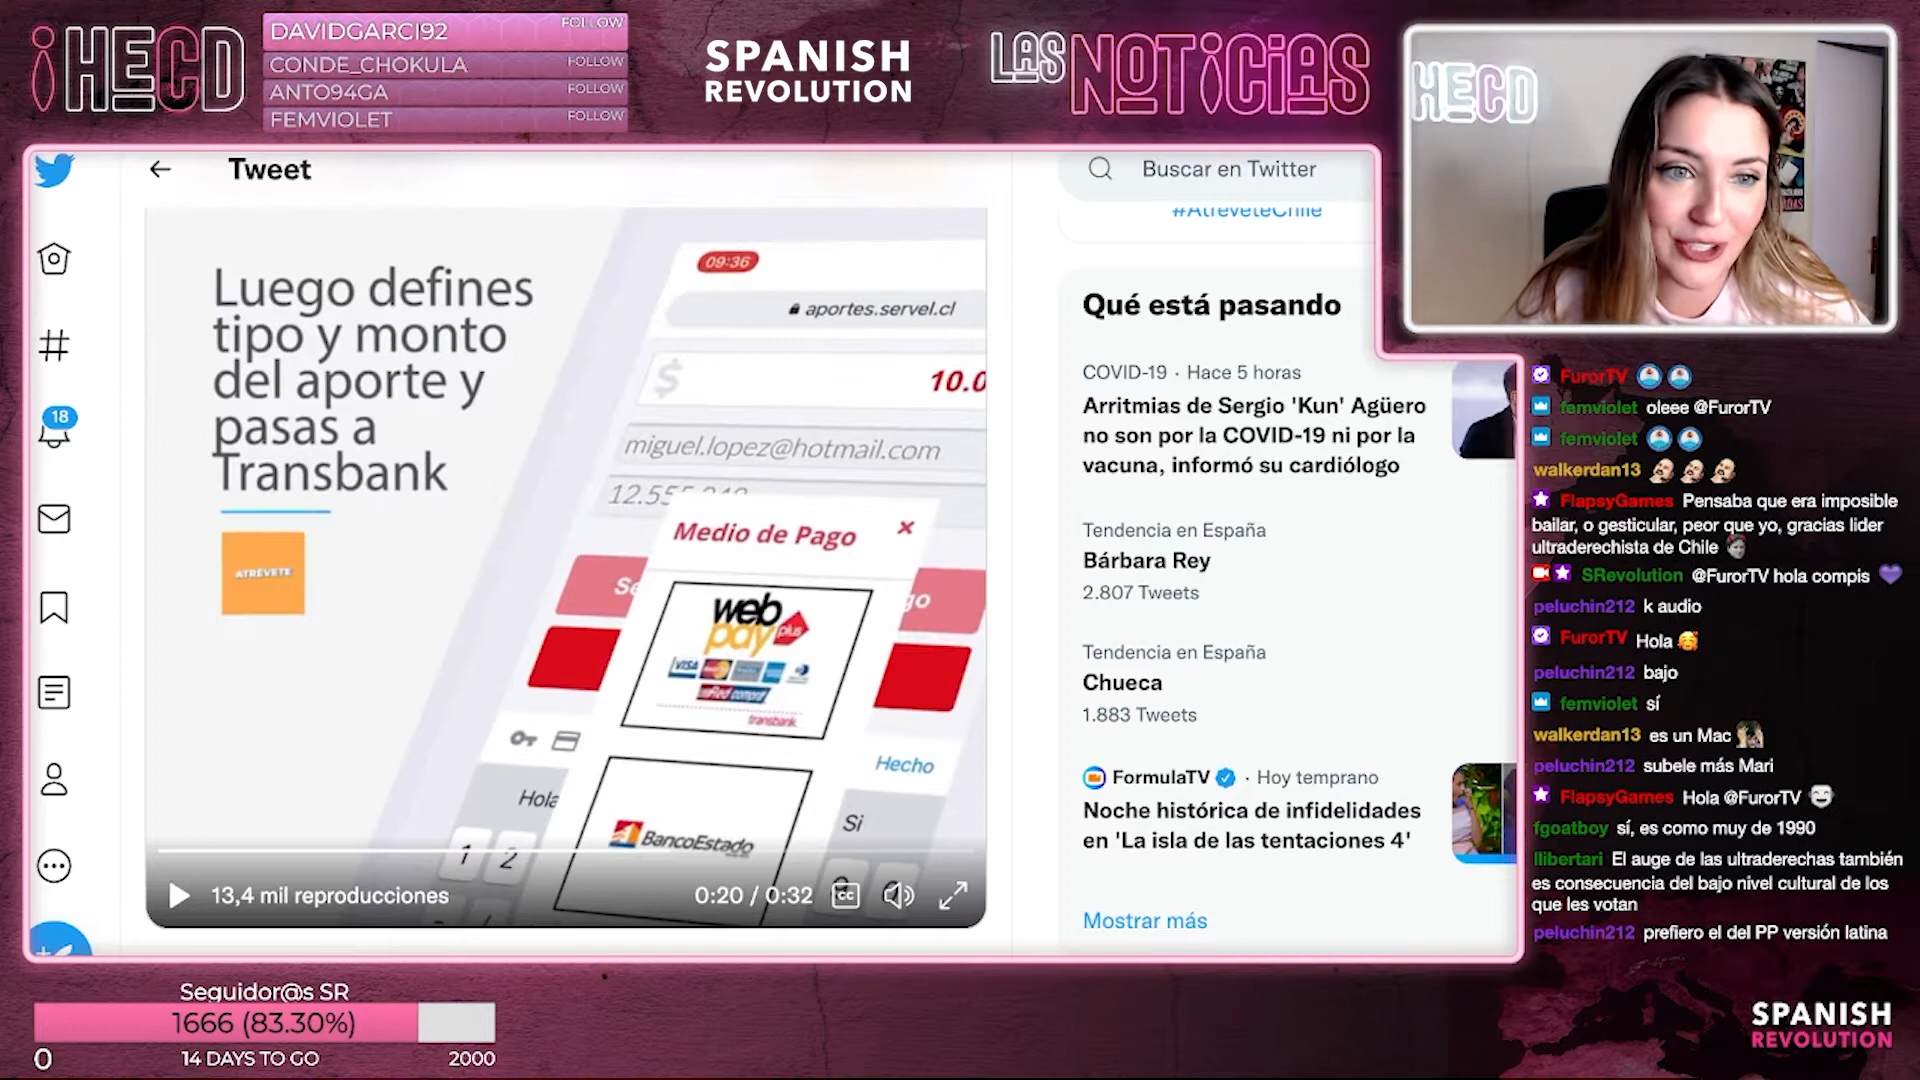 ¡HECD
DAVIDGARCI92 FOLLOW
CONDE_CHOKULA FOLLOW
ANTO94GA FOLLOW
FEMVIOLET FOLLOW
SPANISH
REVOLUTION
LAS NOTICIAS
HECD
Tweet
Buscar en Twitter
#AtreveteChile
18
Luego defines
tipo y monto
del aporte y
pasas a
Transbank
ATRÉVETE
09:36
aportes.servel.cl
$ 10.0
miguel.lopez@hotmail.com
Medio de Pago ×
web
pay plus
VISA
transbank.
Hecho
Hola
Si
1 2
BancoEstado
13,4 mil reproducciones
0:20 / 0:32
CC
Qué está pasando
COVID-19 · Hace 5 horas
Arritmias de Sergio 'Kun' Agüero
no son por la COVID-19 ni por la
vacuna, informó su cardiólogo
Tendencia en España
Bárbara Rey
2.807 Tweets
Tendencia en España
Chueca
1.883 Tweets
FormulaTV · Hoy temprano
Noche histórica de infidelidades
en 'La isla de las tentaciones 4'
Mostrar más
FurorTV
femviolet oleee @FurorTV
femviolet
walkerdan13
FlapsyGames Pensaba que era imposible
bailar, o gesticular, peor que yo, gracias lider
ultraderechista de Chile
SRevolution @FurorTV hola compis
peluchin212 k audio
FurorTV Hola
peluchin212 bajo
femviolet sí
walkerdan13 es un Mac
peluchin212 subele más Mari
FlapsyGames Hola @FurorTV
fgoatboy sí, es como muy de 1990
llibertari El auge de las ultraderechas también
es consecuencia del bajo nivel cultural de los
que les votan
peluchin212 prefiero el del PP versión latina
Seguidor@s SR
1666 (83.30%)
0 14 DAYS TO GO 2000
SPANISH
REVOLUTION